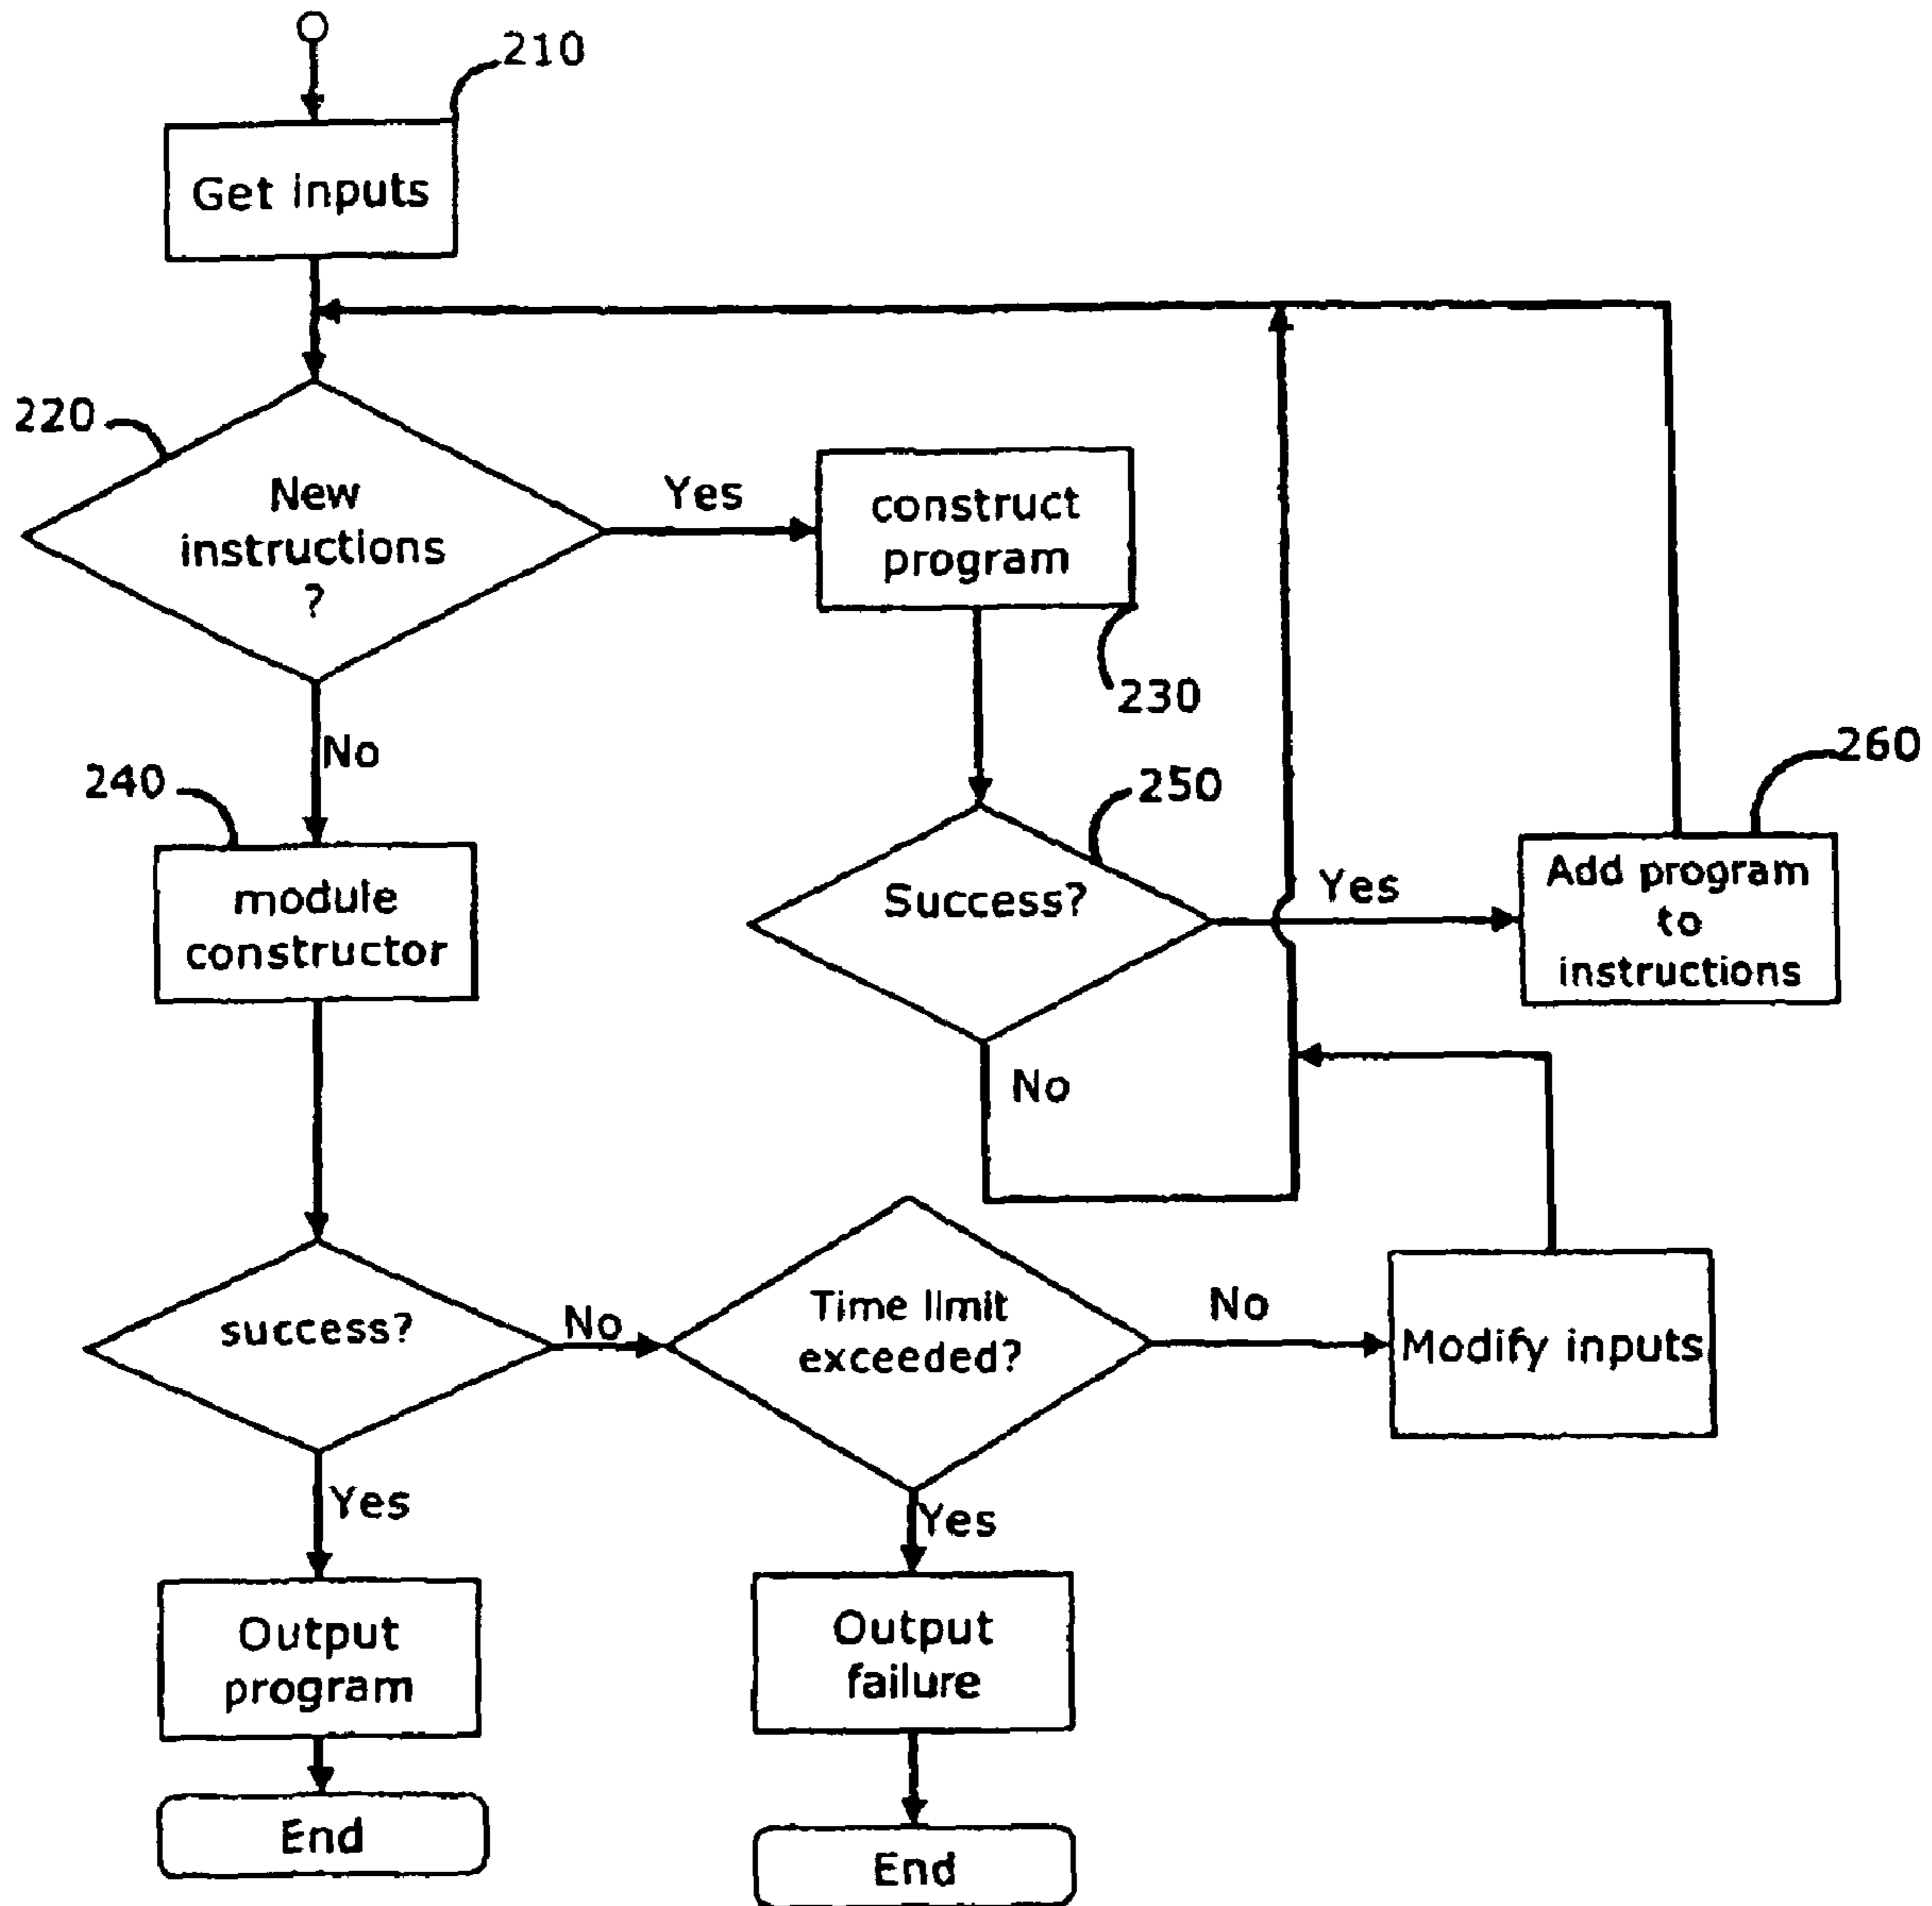 210
Get inputs
220
New
instructions
?
Yes
construct
program
230
No
240
module
constructor
250
Success?
Yes
260
Add program
to
instructions
No
success?
No
Time limit
exceeded?
No
Modify inputs
Yes
Yes
Output
program
Output
failure
End
End